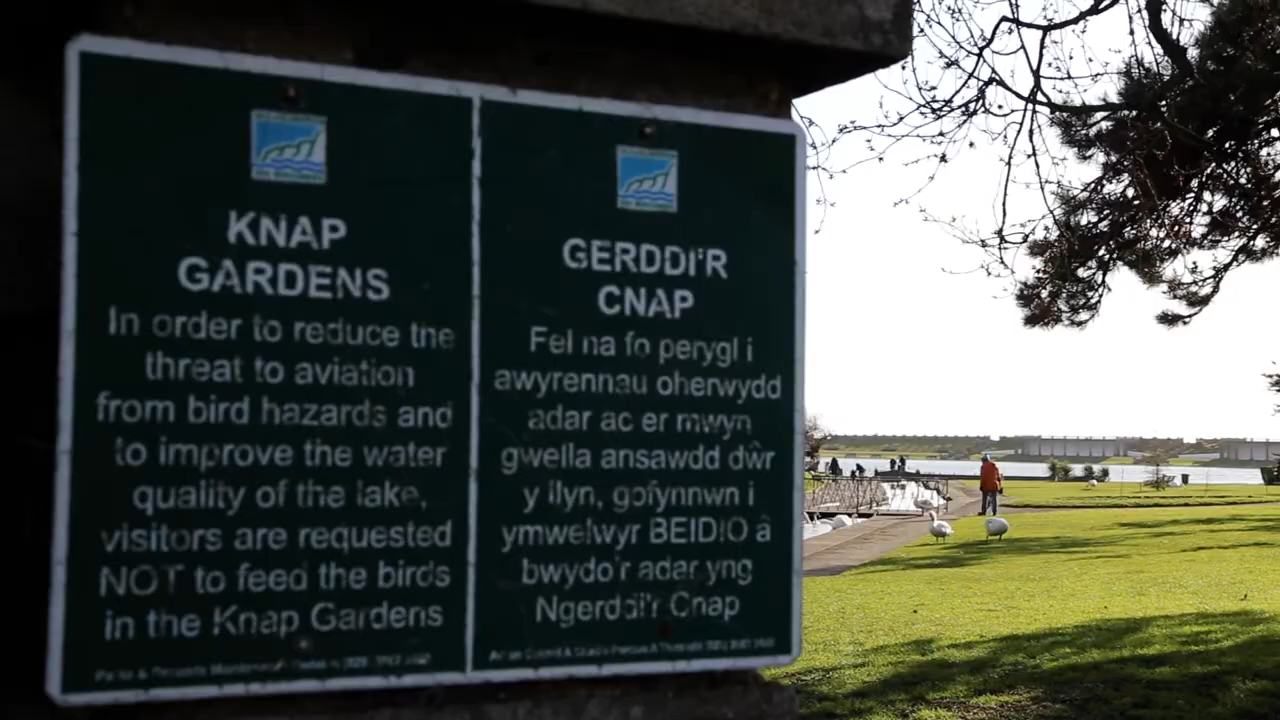 KNAP
GARDENS
In order to reduce the
threat to aviation
from bird hazards and
to improve the water
quality of the lake,
visitors are requested
NOT to feed the birds
in the Knap Gardens
GERDDI'R
CNAP
Fel na fo perygl i
awyrennau oherwydd
adar ac er mwyn
gwella ansawdd dŵr
y llyn, gofynnwn i
ymwelwyr BEIDIO â
bwydo'r adar yng
Ngerddi'r Cnap